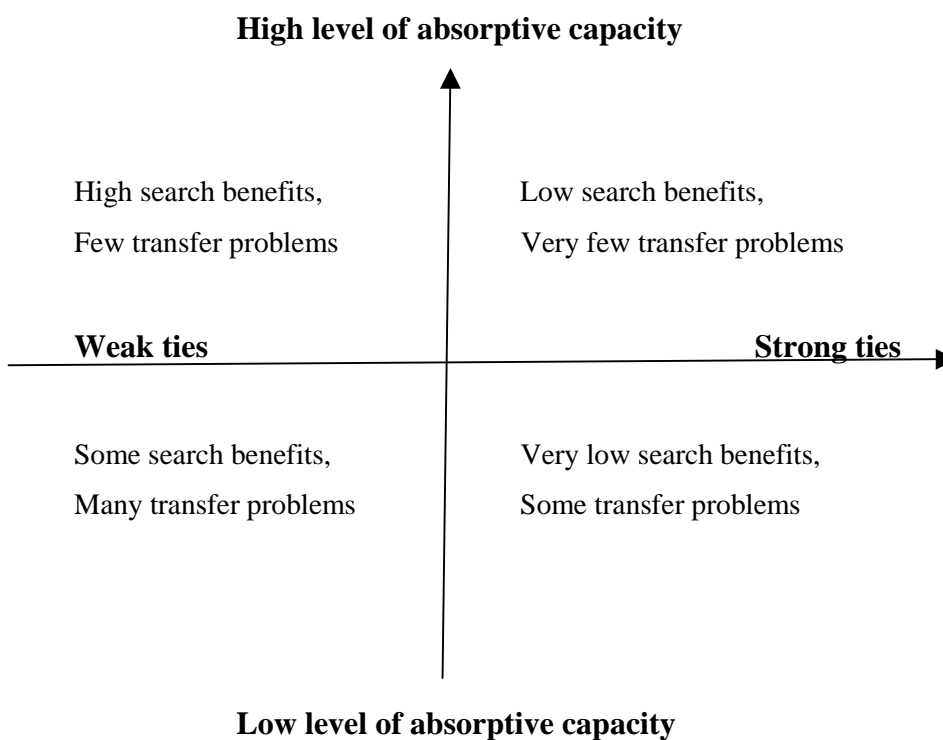 High level of absorptive capacity
High search benefits,
Few transfer problems
Low search benefits,
Very few transfer problems
Weak ties
Strong ties
Some search benefits,
Many transfer problems
Very low search benefits,
Some transfer problems
Low level of absorptive capacity